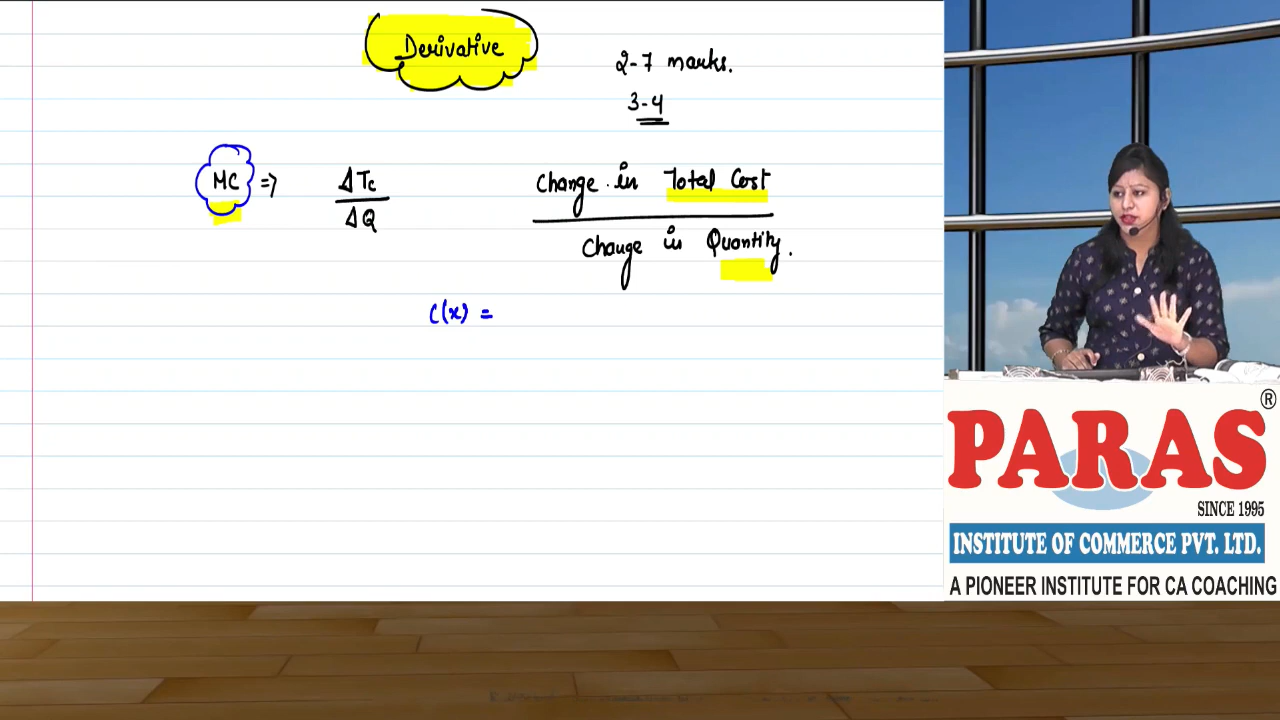 Derivative
2-7 marks.
3-4
MC ⇒ ΔTc / ΔQ
Change in Total Cost
Change in Quantity.
C(x) =
PARAS ®
SINCE 1995
INSTITUTE OF COMMERCE PVT. LTD.
A PIONEER INSTITUTE FOR CA COACHING